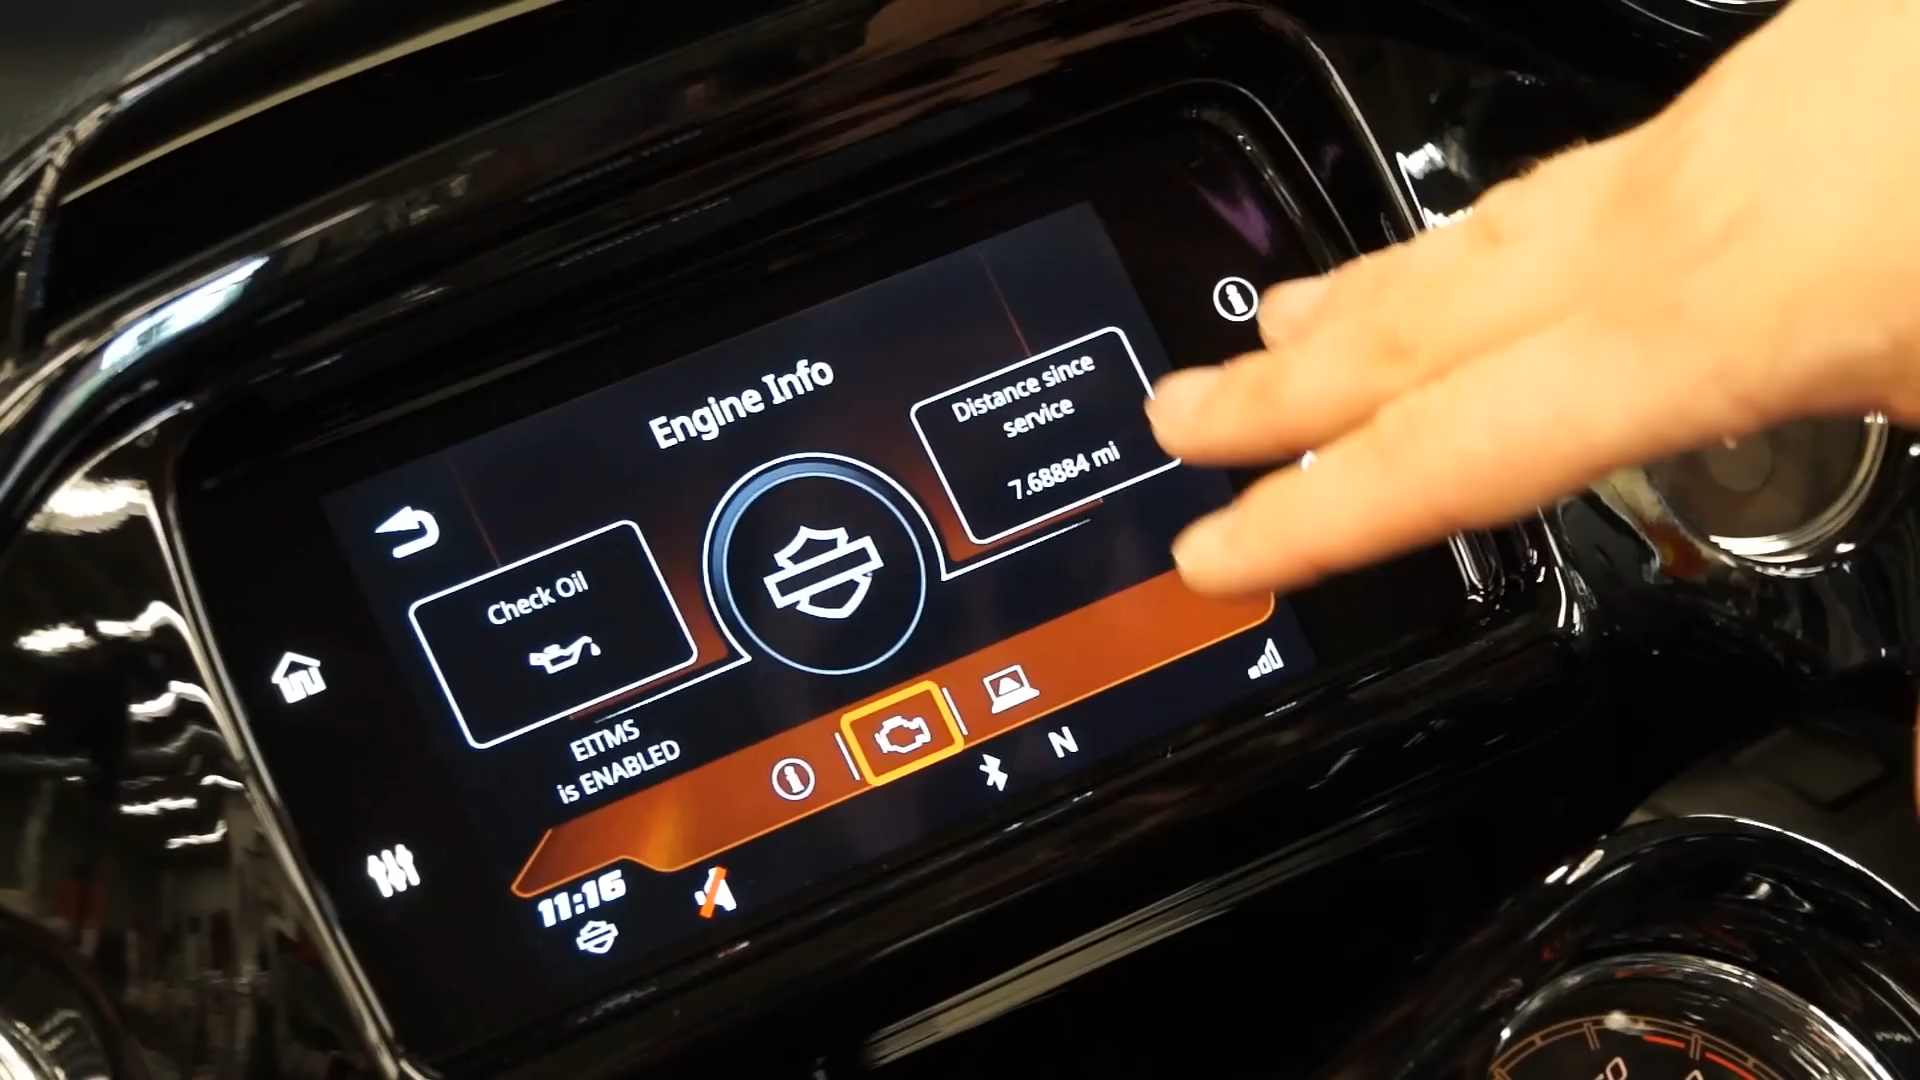 Engine Info
Distance since
service
7.68884 mi
Check Oil
EITMS
is ENABLED
N
11:16